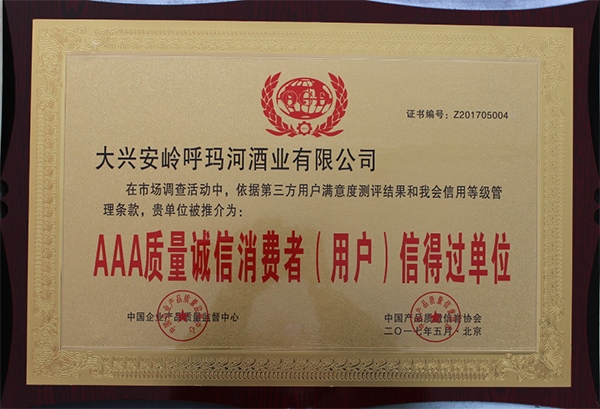 证书编号：Z201705004
大兴安岭呼玛河酒业有限公司
在市场调查活动中，依据第三方用户满意度测评结果和我会信用等级管
理条款，贵单位被推介为：
AAA质量诚信消费者（用户）信得过单位
中国企业产品质量监督中心
中国产品质量信誉协会
二〇一七年五月·北京